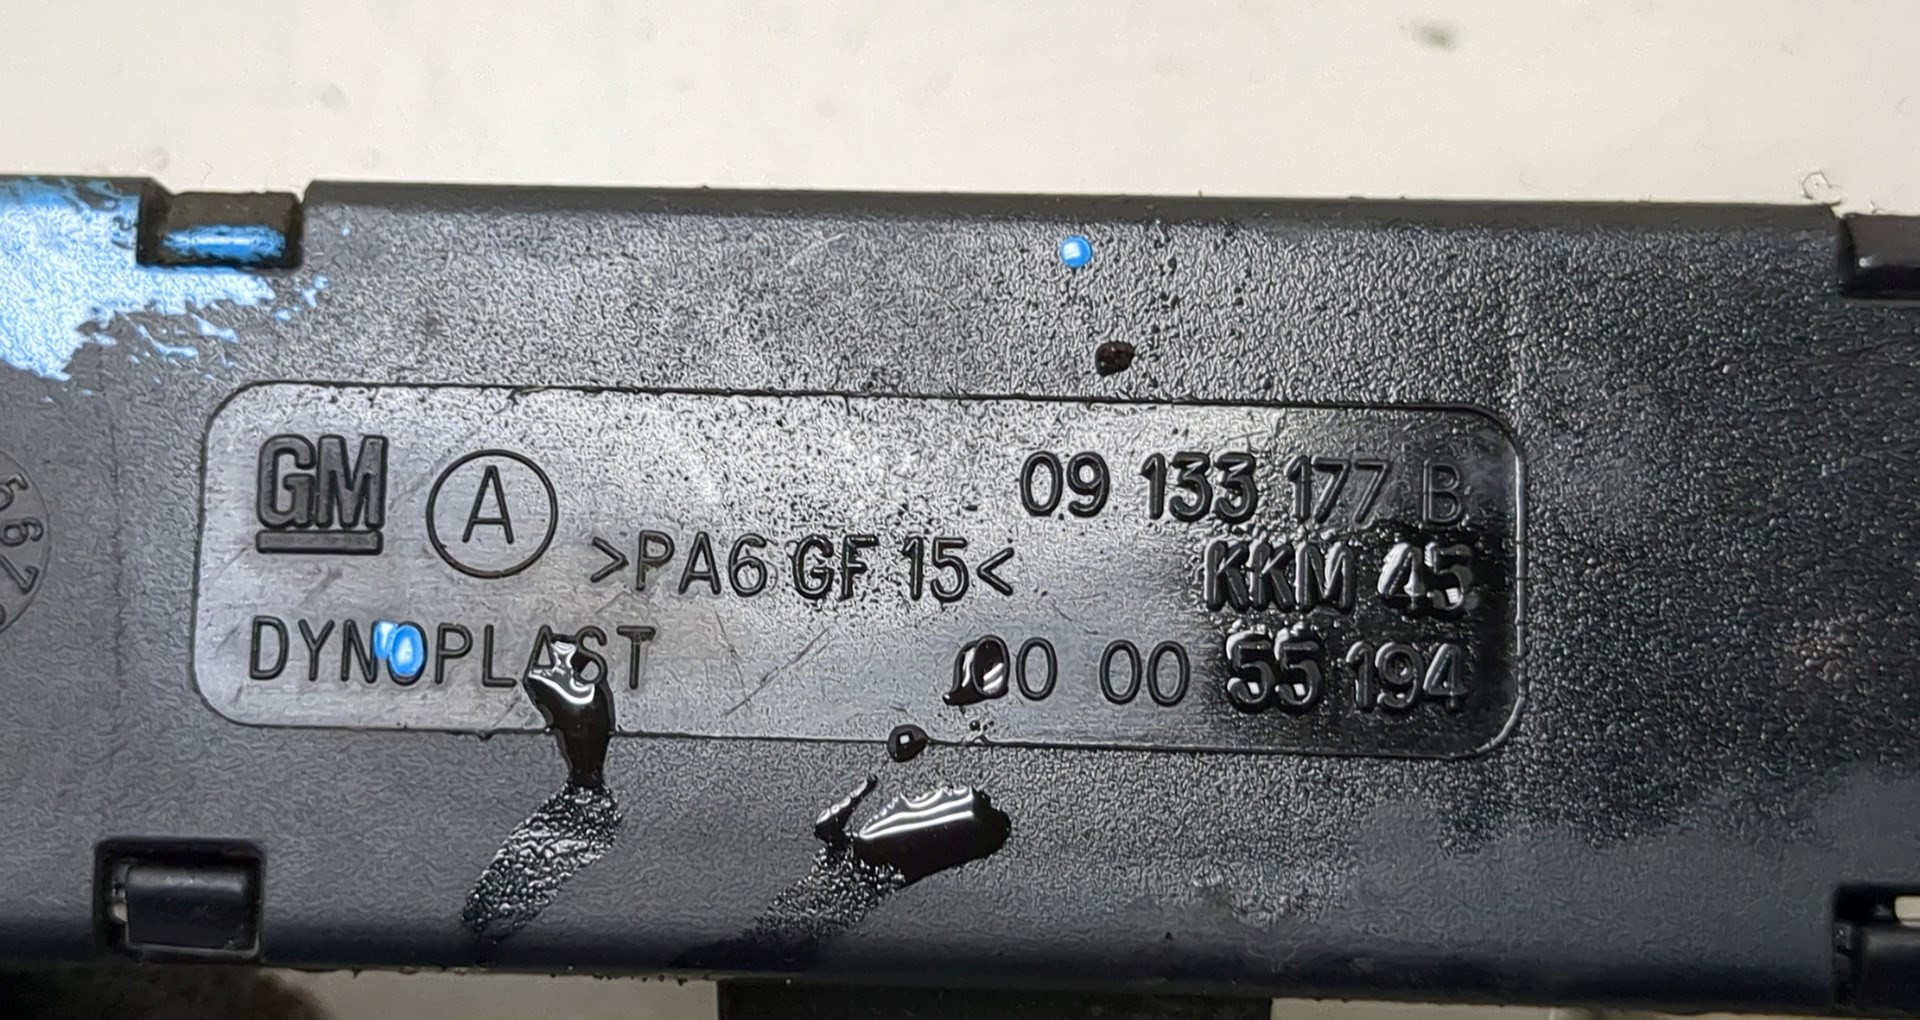 GM A 09 133 177 B
>PA6 GF 15< KKM 45
DYNOPLAST 00 00 55 194